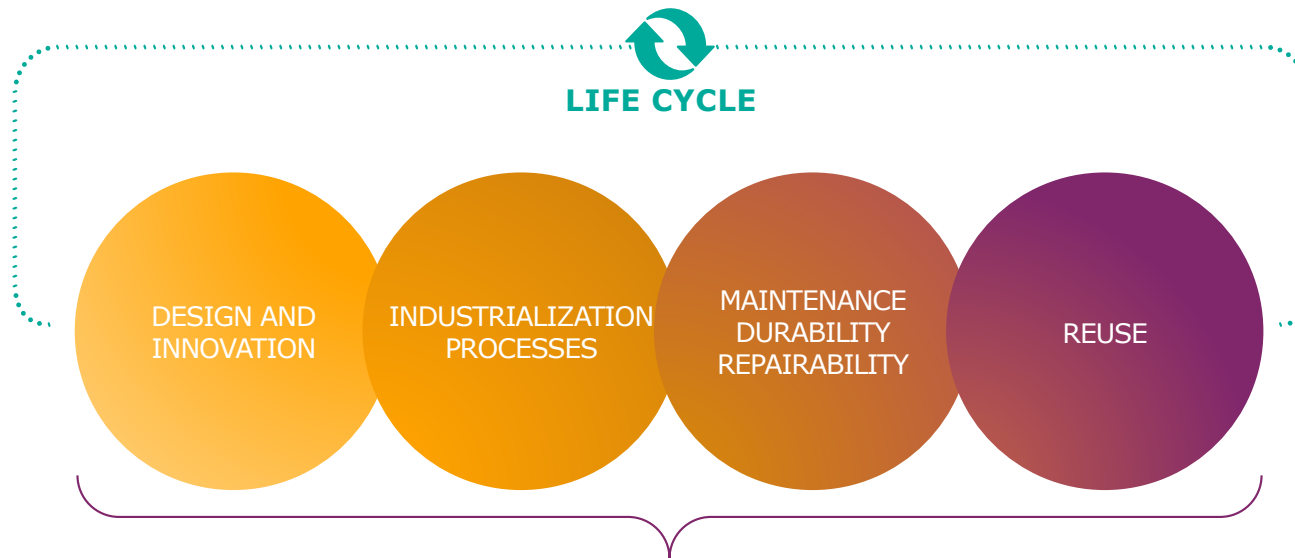 LIFE CYCLE
DESIGN AND
INNOVATION
INDUSTRIALIZATION
PROCESSES
MAINTENANCE
DURABILITY
REPAIRABILITY
REUSE